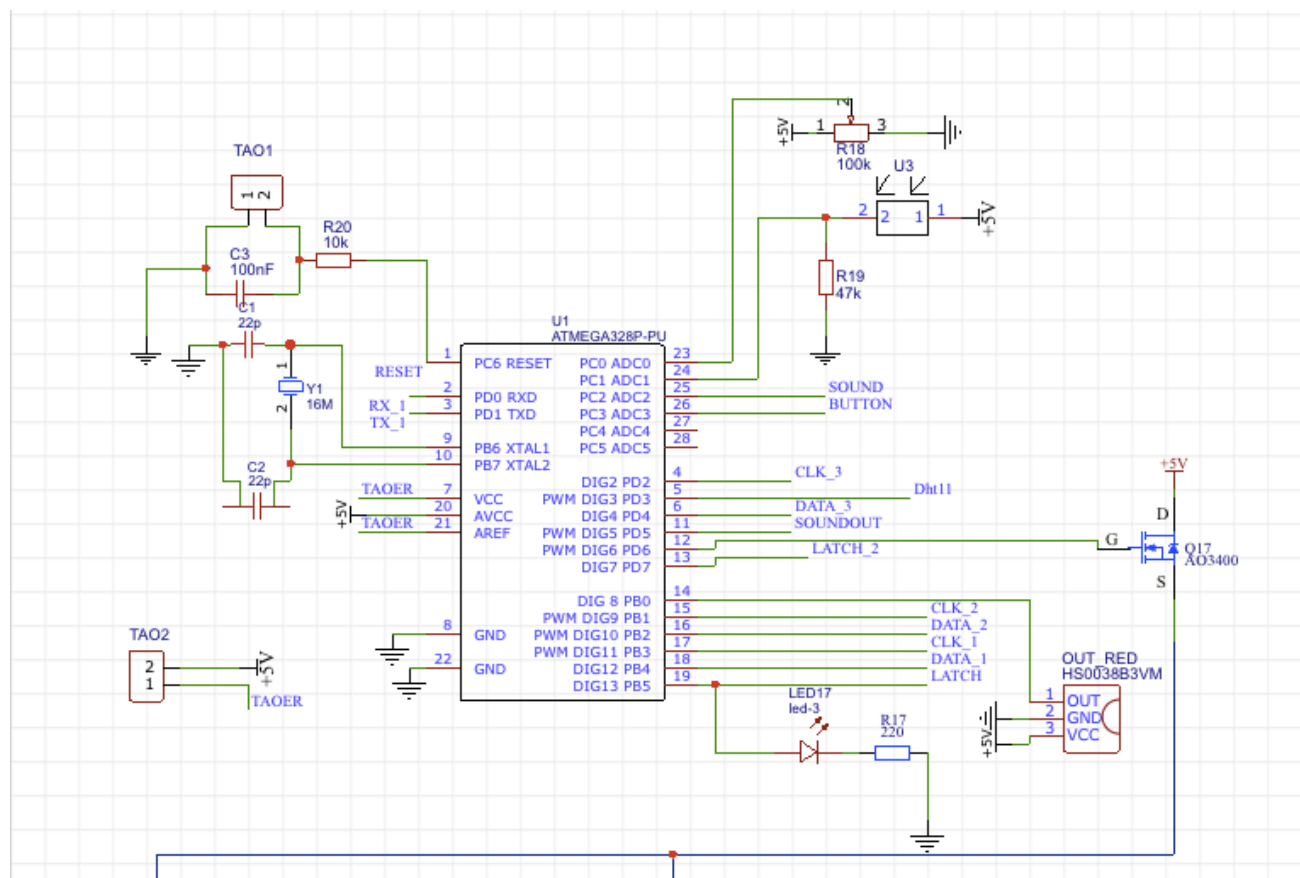 TAO1
1 2
R20
10k
C3
100nF
C1
22p
1
Y1
16M
2
C2
22p
+5V
1
2
3
R18
100k
U3
2
2 1
1
+5V
R19
47k
U1
ATMEGA328P-PU
1 PC6 RESET
RESET
2 PD0 RXD
RX_1
3 PD1 TXD
TX_1
9 PB6 XTAL1
10 PB7 XTAL2
TAOER 7 VCC
+5V 20 AVCC
TAOER 21 AREF
8 GND
22 GND
PC0 ADC0 23
PC1 ADC1 24
PC2 ADC2 25 SOUND
PC3 ADC3 26 BUTTON
PC4 ADC4 27
PC5 ADC5 28
DIG2 PD2 4 CLK_3
PWM DIG3 PD3 5 Dht11
DIG4 PD4 6 DATA_3
PWM DIG5 PD5 11 SOUNDOUT
PWM DIG6 PD6 12
DIG7 PD7 13 LATCH_2
DIG 8 PB0 14
PWM DIG9 PB1 15 CLK_2
PWM DIG10 PB2 16 DATA_2
PWM DIG11 PB3 17 CLK_1
DIG12 PB4 18 DATA_1
DIG13 PB5 19 LATCH
+5V
D
G
S
Q17
AO3400
TAO2
2
1
+5V
TAOER
LED17
led-3
R17
220
OUT_RED
HS0038B3VM
1 OUT
2 GND
3 VCC
+5V